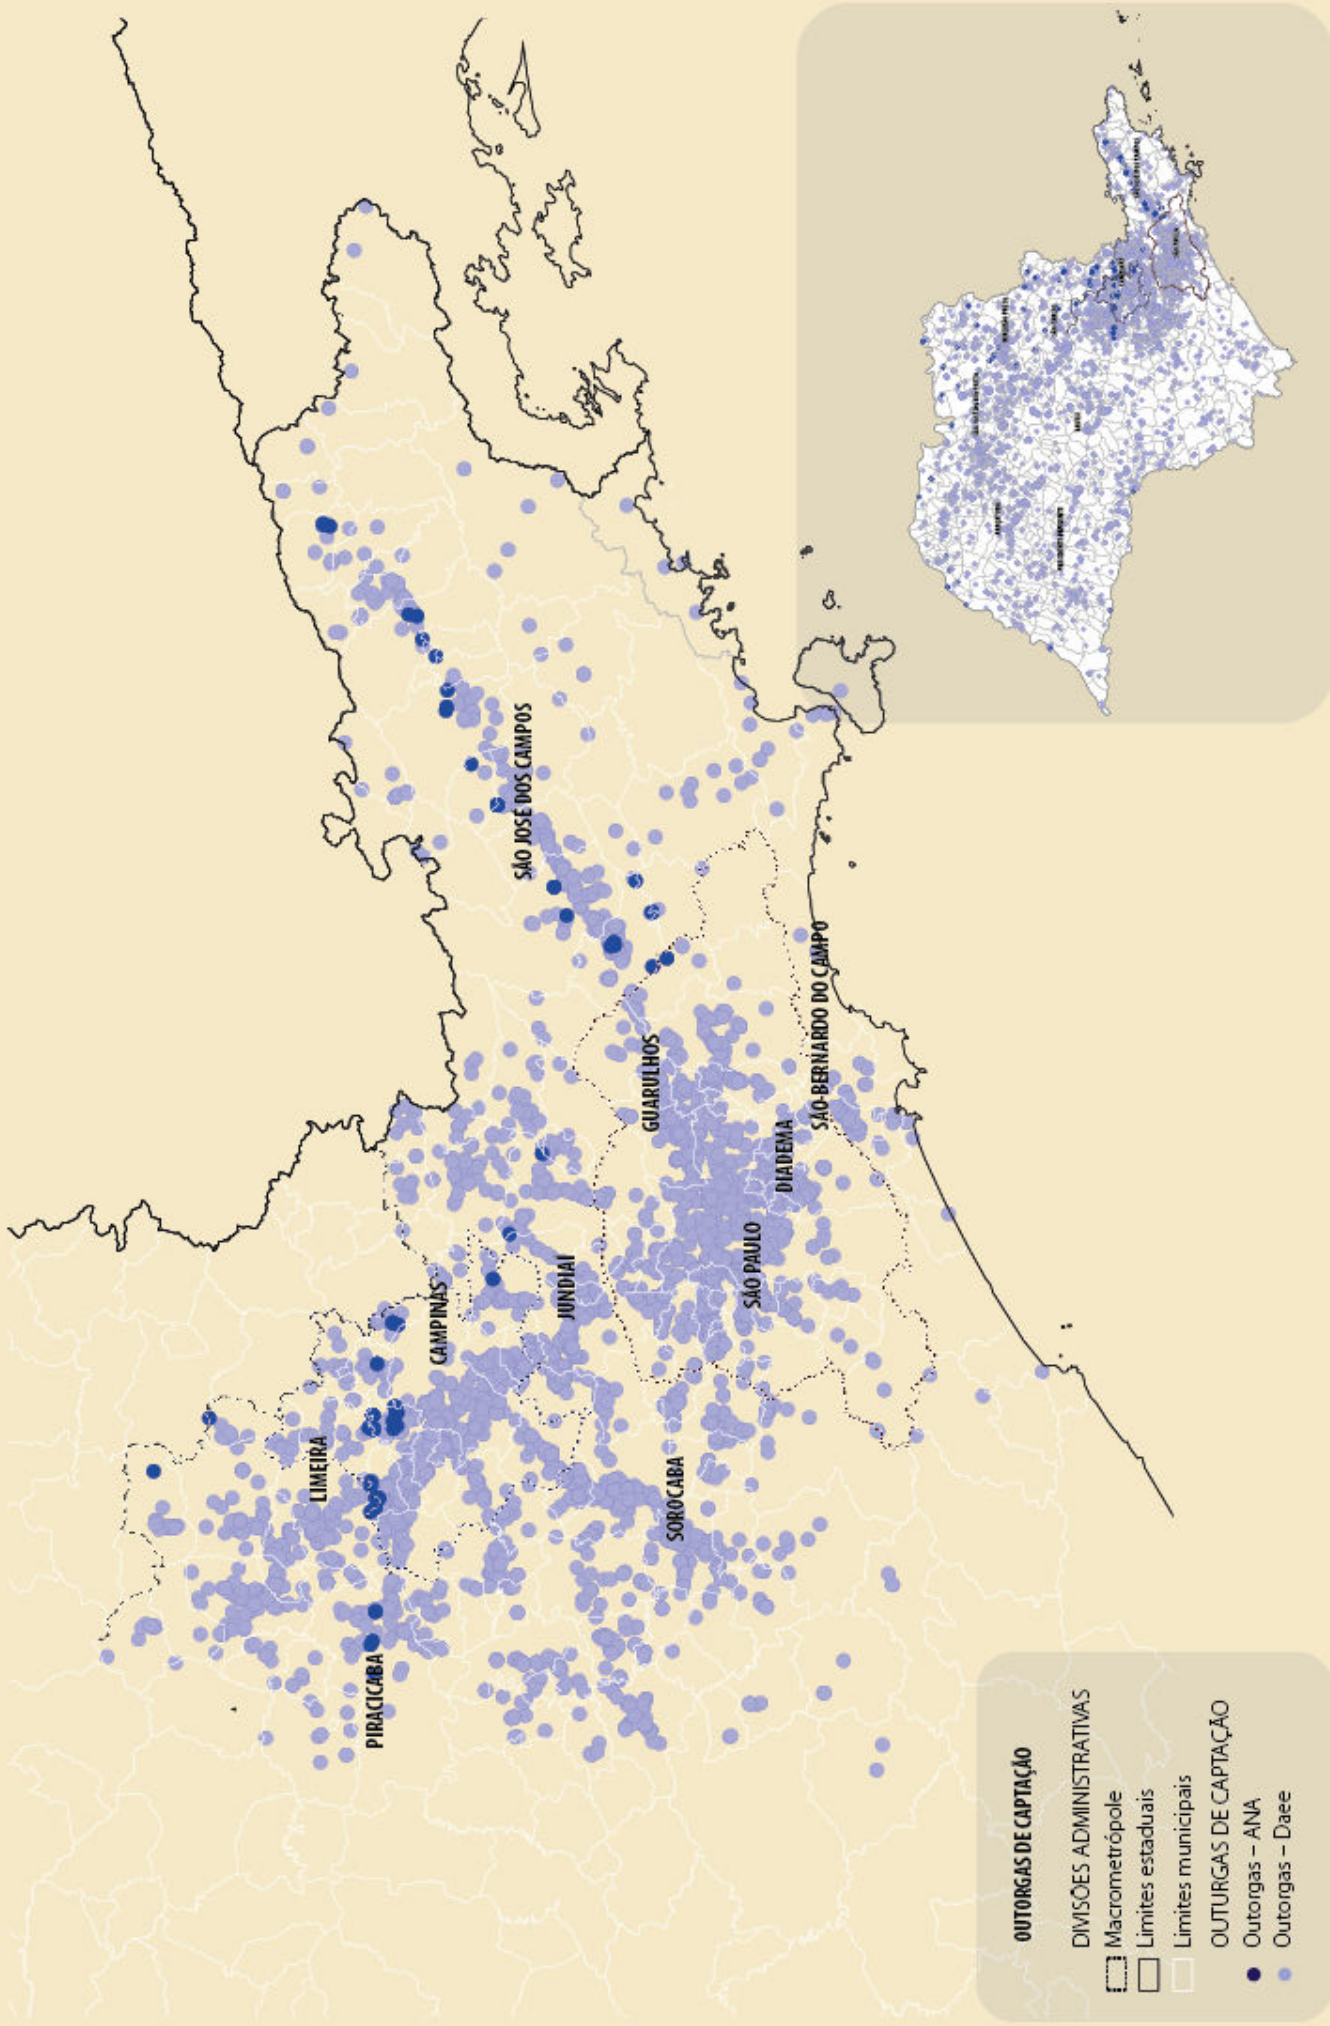 LIMEIRA
PIRACICABA
CAMPINAS
SÃO JOSÉ DOS CAMPOS
JUNDIAÍ
GUARULHOS
SOROCABA
SÃO PAULO
DIADEMA
SÃO BERNARDO DO CAMPO
OUTORGAS DE CAPTAÇÃO
DIVISÕES ADMINISTRATIVAS
Macrometrópole
Limites estaduais
Limites municipais
OUTURGAS DE CAPTAÇÃO
Outorgas – ANA
Outorgas – Daee